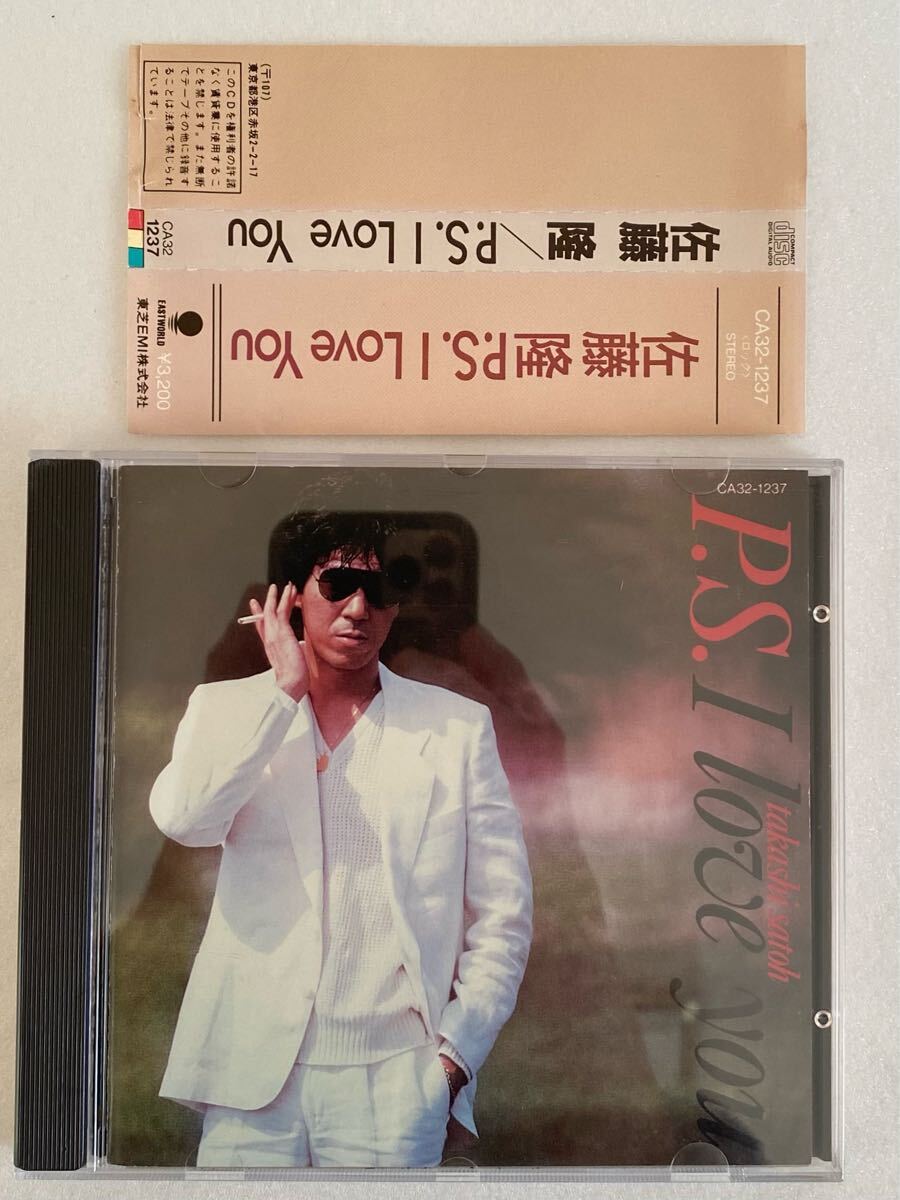 (〒107)
東京都港区赤坂2-2-17
このCDを権利者の許諾
なく賃貸業に使用するこ
とを禁じます。また無断
でテープその他に録音す
ることは法律で禁じられ
ています。
CA32
1237
佐藤 隆/P.S. I Love You
COMPACT
disc
DIGITAL AUDIO
EASTWORLD
¥3,200
東芝EMI株式会社
佐藤 隆 P.S. I Love You
CA32-1237
〈ロック〉
STEREO
CA32-1237
P.S. I love you
takashi satoh